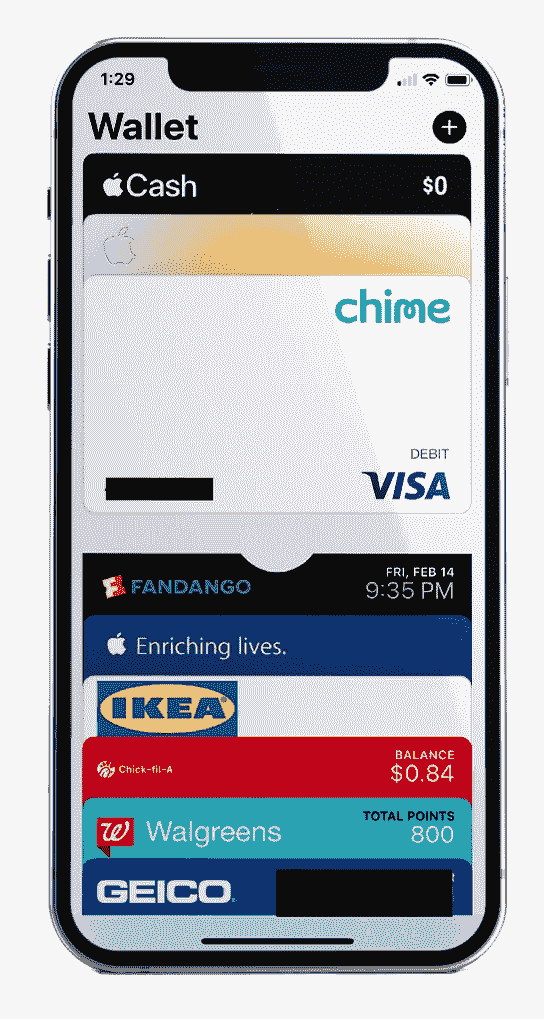 1:29
Wallet
Cash
$0
chime
DEBIT
VISA
FANDANGO
FRI, FEB 14
9:35 PM
Enriching lives.
IKEA
Chick-fil-A
BALANCE
$0.84
Walgreens
TOTAL POINTS
800
GEICO